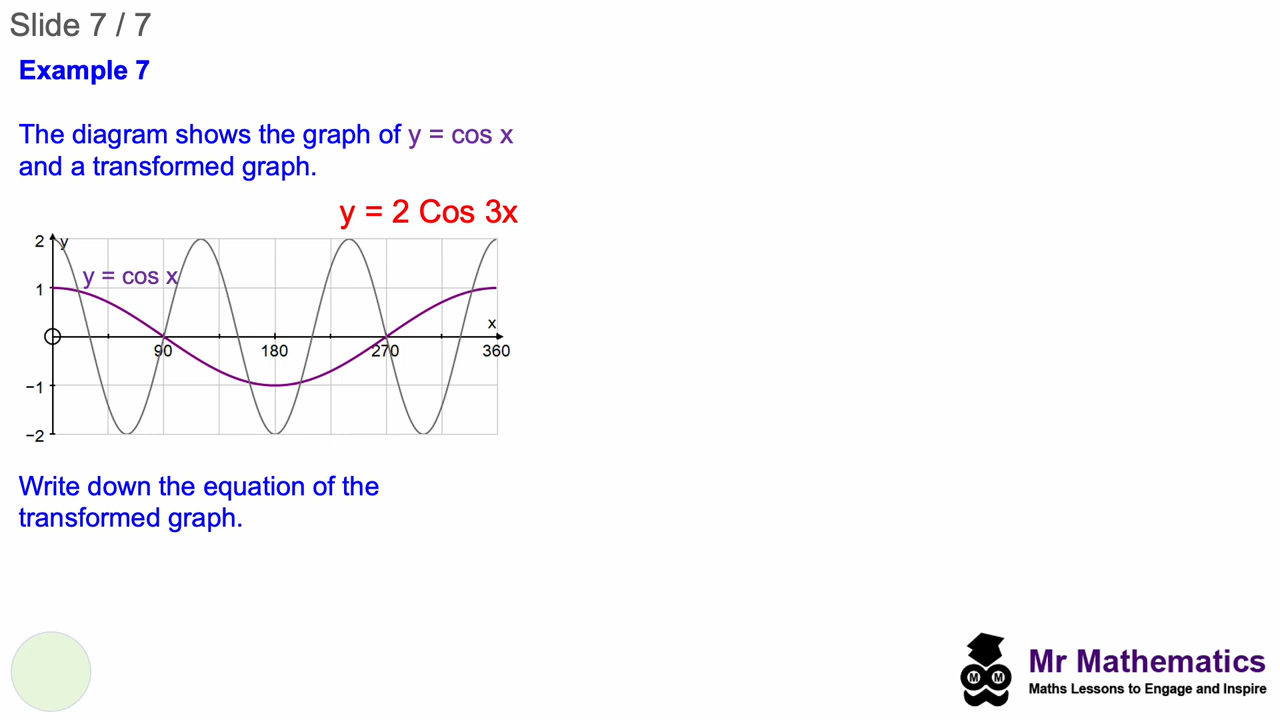 Slide 7 / 7
Example 7
The diagram shows the graph of y = cos x
and a transformed graph.
y = 2 Cos 3x
2
y
y = cos x
1
x
90
180
270
360
−1
−2
Write down the equation of the
transformed graph.
M M
Mr Mathematics
Maths Lessons to Engage and Inspire